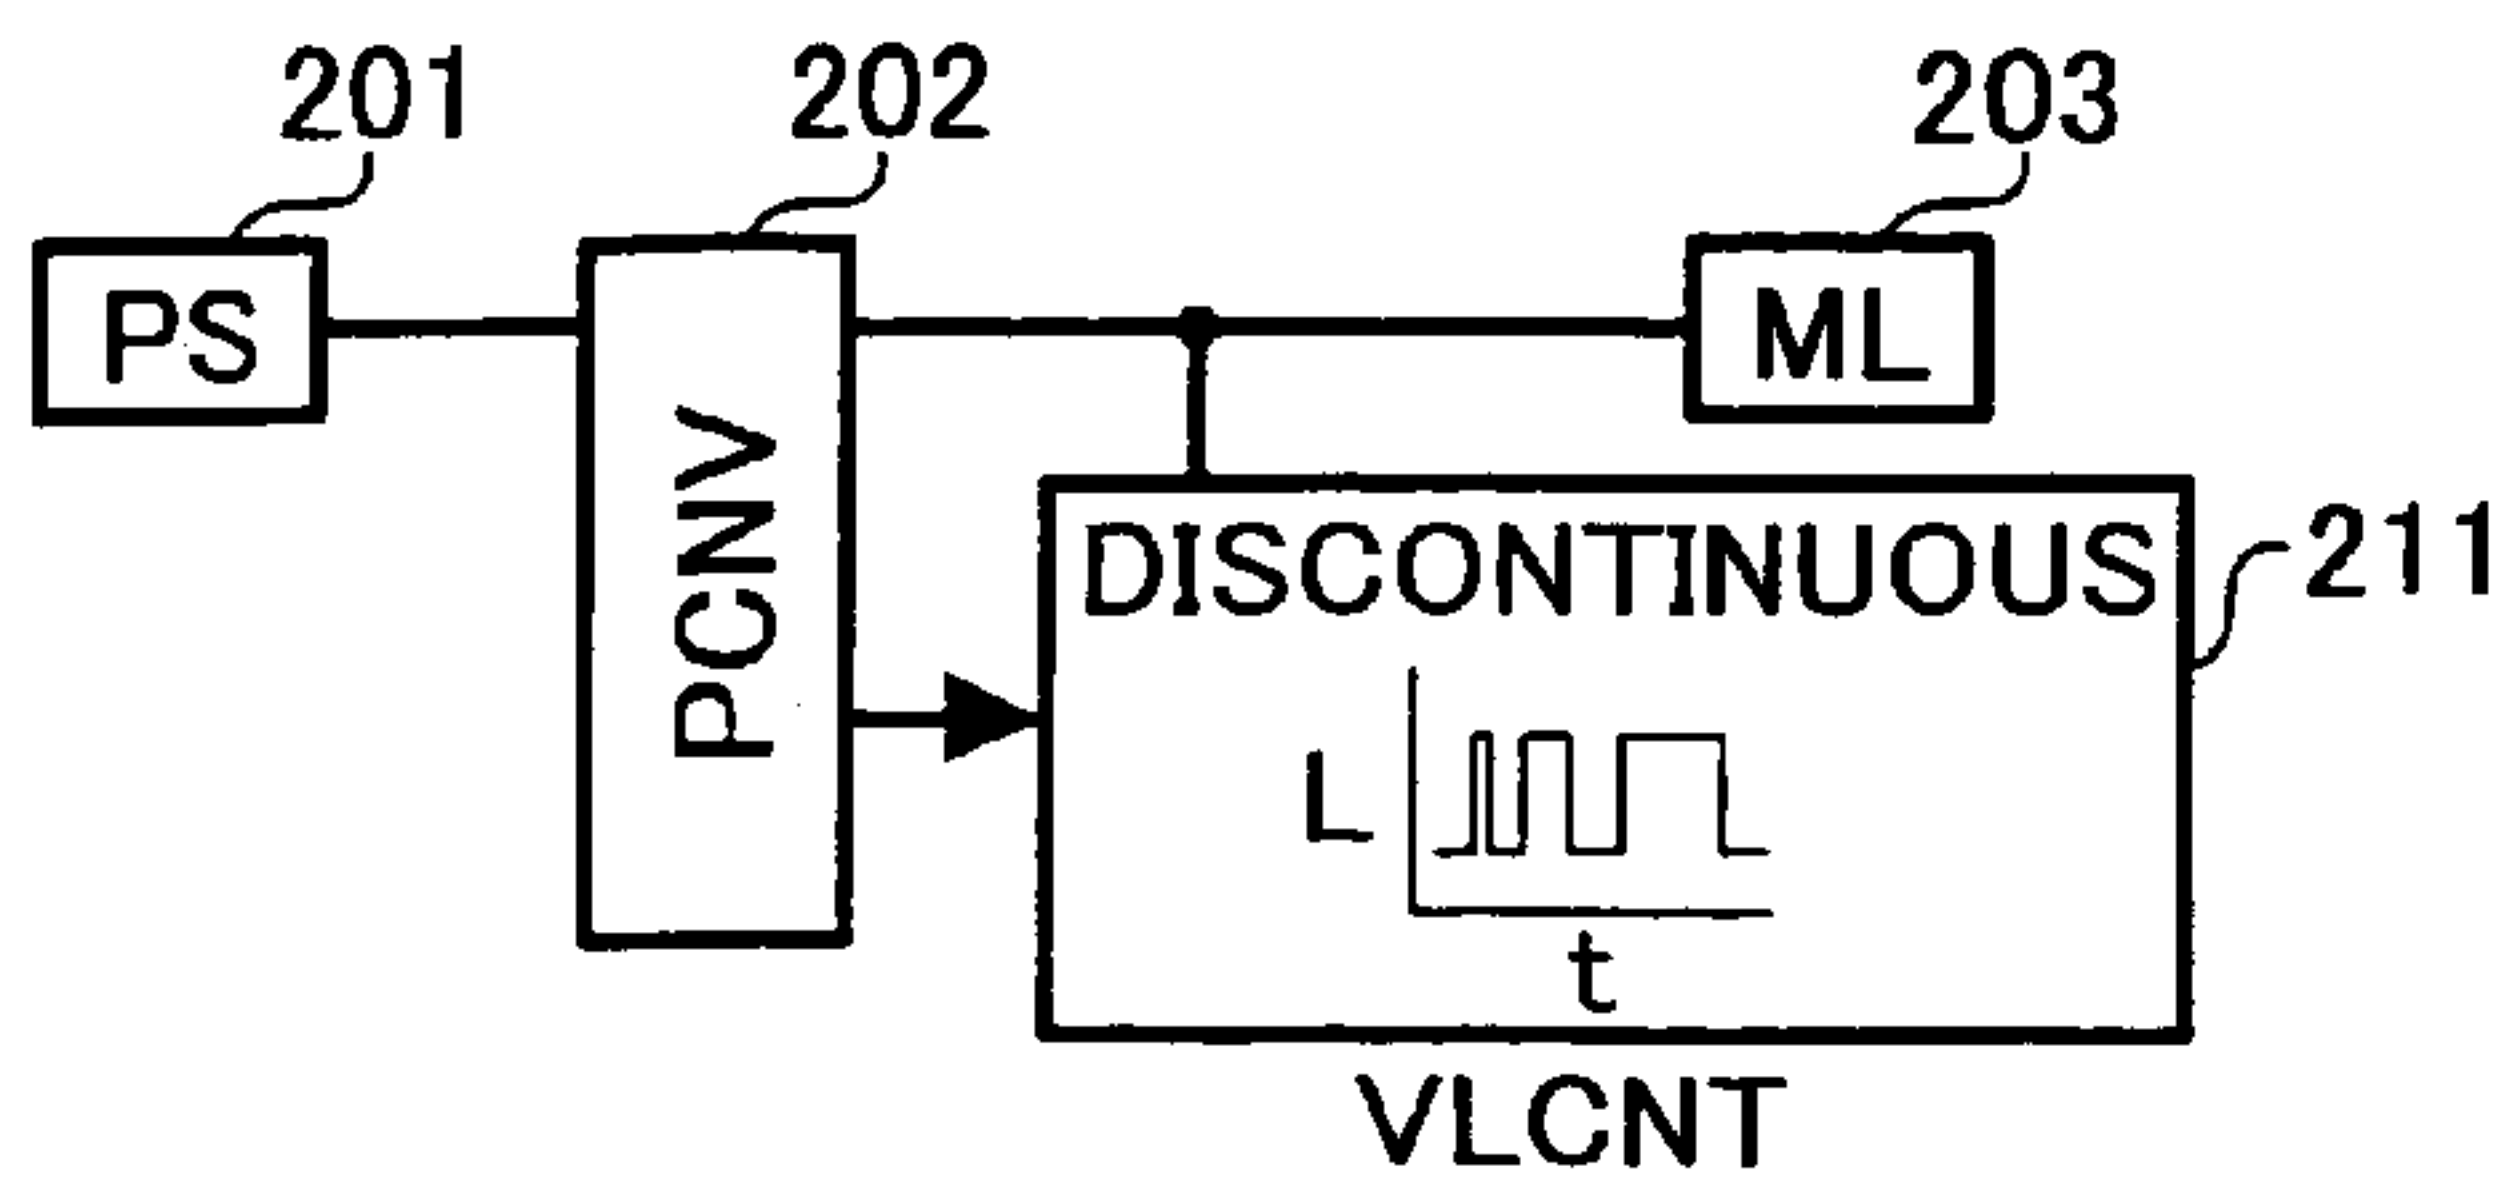 201
202
203
PS
ML
PCNV
DISCONTINUOUS
211
L
t
VLCNT